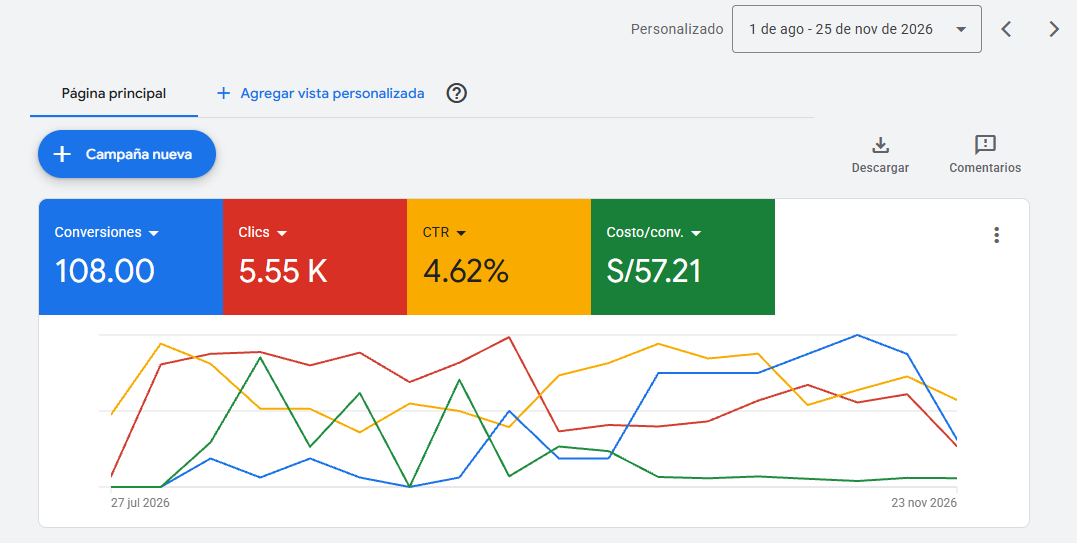 Personalizado
1 de ago - 25 de nov de 2026
Página principal
Agregar vista personalizada
Campaña nueva
Descargar
Comentarios
Conversiones
108.00
Clics
5.55 K
CTR
4.62%
Costo/conv.
S/57.21
27 jul 2026
23 nov 2026